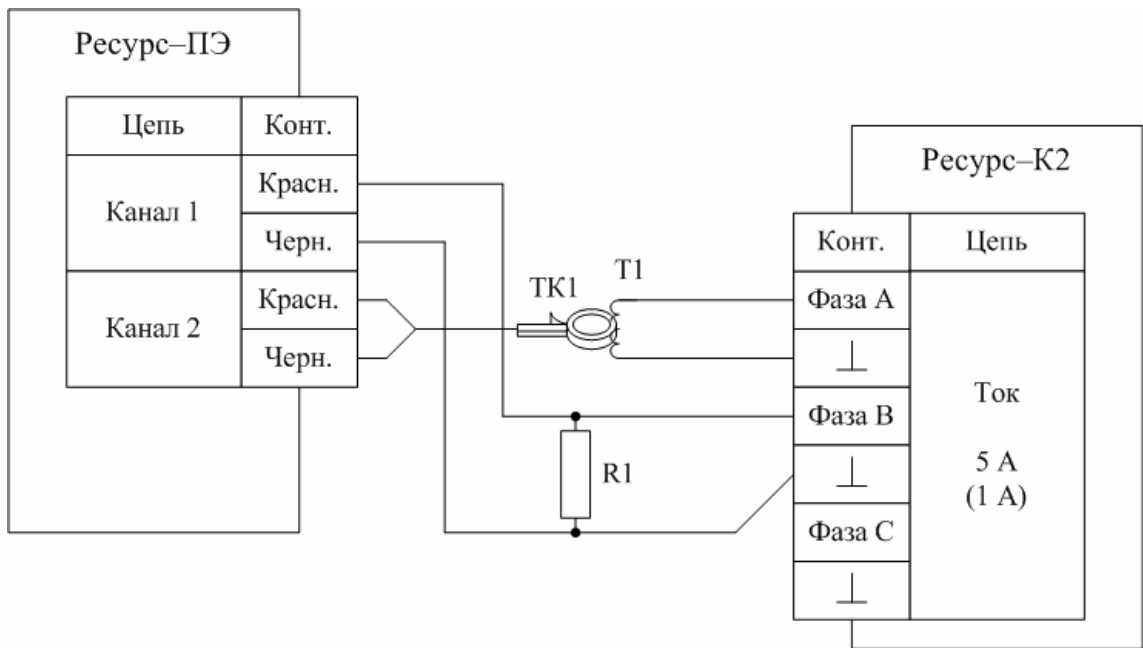 Ресурс–ПЭ
Цепь Конт.
Канал 1
Красн.
Черн.
Канал 2
Красн.
Черн.
ТК1
Т1
R1
Ресурс–К2
Конт. Цепь
Фаза А
⊥
Фаза В
⊥
Фаза С
⊥
Ток
5 А
(1 А)